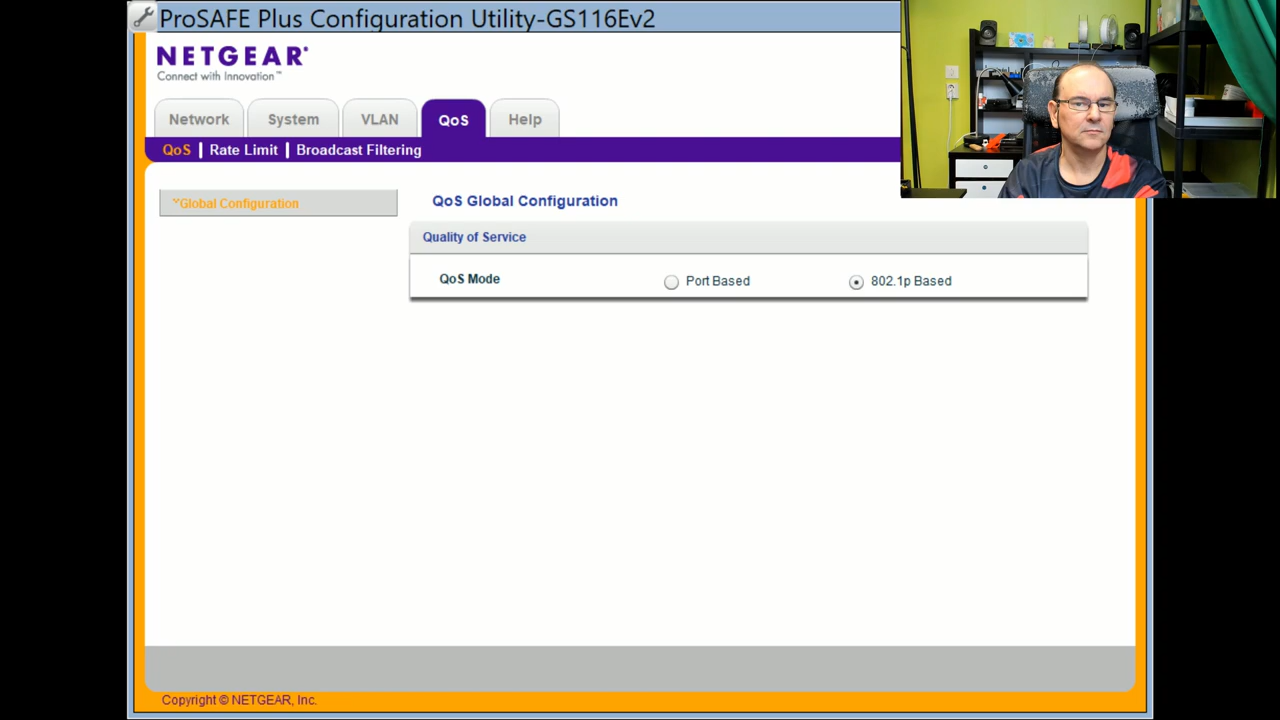 ProSAFE Plus Configuration Utility-GS116Ev2
NETGEAR®
Connect with Innovation™
Network System VLAN QoS Help
QoS | Rate Limit | Broadcast Filtering
Global Configuration
QoS Global Configuration
Quality of Service
QoS Mode Port Based 802.1p Based
Copyright © NETGEAR, Inc.